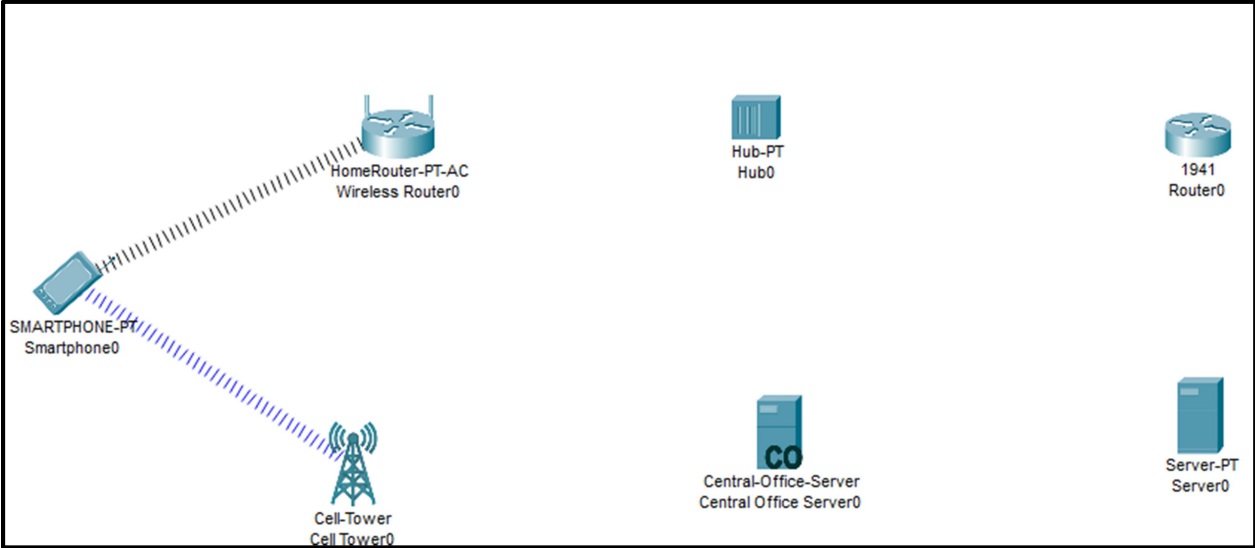 HomeRouter-PT-AC
Wireless Router0
Hub-PT
Hub0
1941
Router0
SMARTPHONE-PT
Smartphone0
Cell-Tower
Cell Tower0
CO
Central-Office-Server
Central Office Server0
Server-PT
Server0